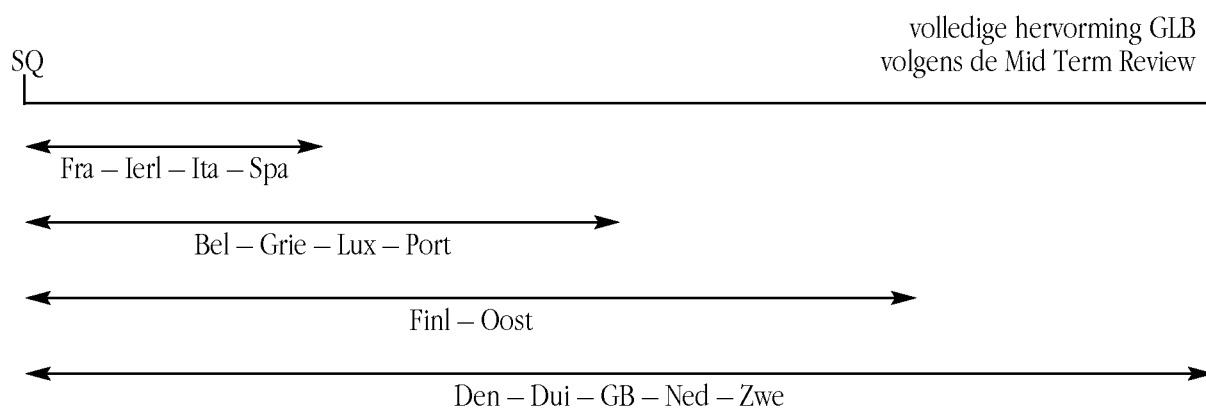 volledige hervorming GLB
volgens de Mid Term Review
SQ
Fra – Ierl – Ita – Spa
Bel – Grie – Lux – Port
Finl – Oost
Den – Dui – GB – Ned – Zwe